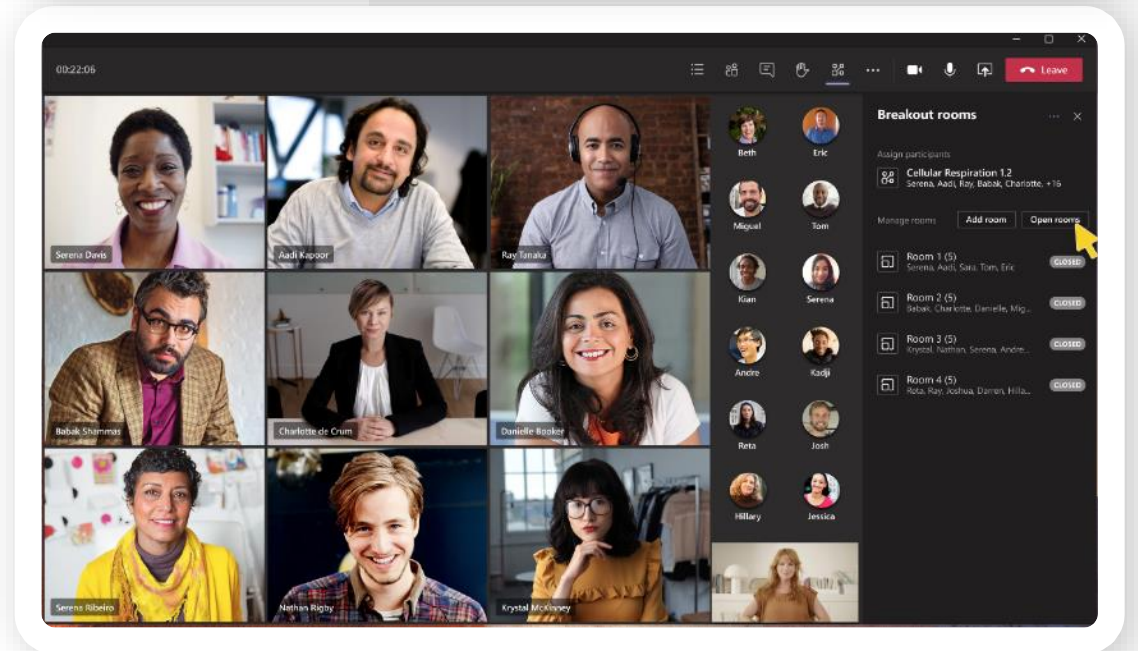 00:22:06
Leave
Serena Davis
Aadi Kapoor
Ray Tanaka
Babak Shammas
Charlotte de Crum
Danielle Booker
Serena Ribeiro
Nathan Rigby
Krystal McKinney
Beth
Eric
Miguel
Tom
Kian
Serena
Andre
Kadji
Reta
Josh
Hillary
Jessica
Breakout rooms
Assign participants
Cellular Respiration 1.2
Serena, Aadi, Ray, Babak, Charlotte, +16
Manage rooms
Add room
Open rooms
Room 1 (5)
CLOSED
Serena, Aadi, Sara, Tom, Eric
Room 2 (5)
CLOSED
Babak, Charlotte, Danielle, Mig...
Room 3 (5)
CLOSED
Krystal, Nathan, Serena, Andre...
Room 4 (5)
CLOSED
Reta, Ray, Joshua, Darren, Hilla...